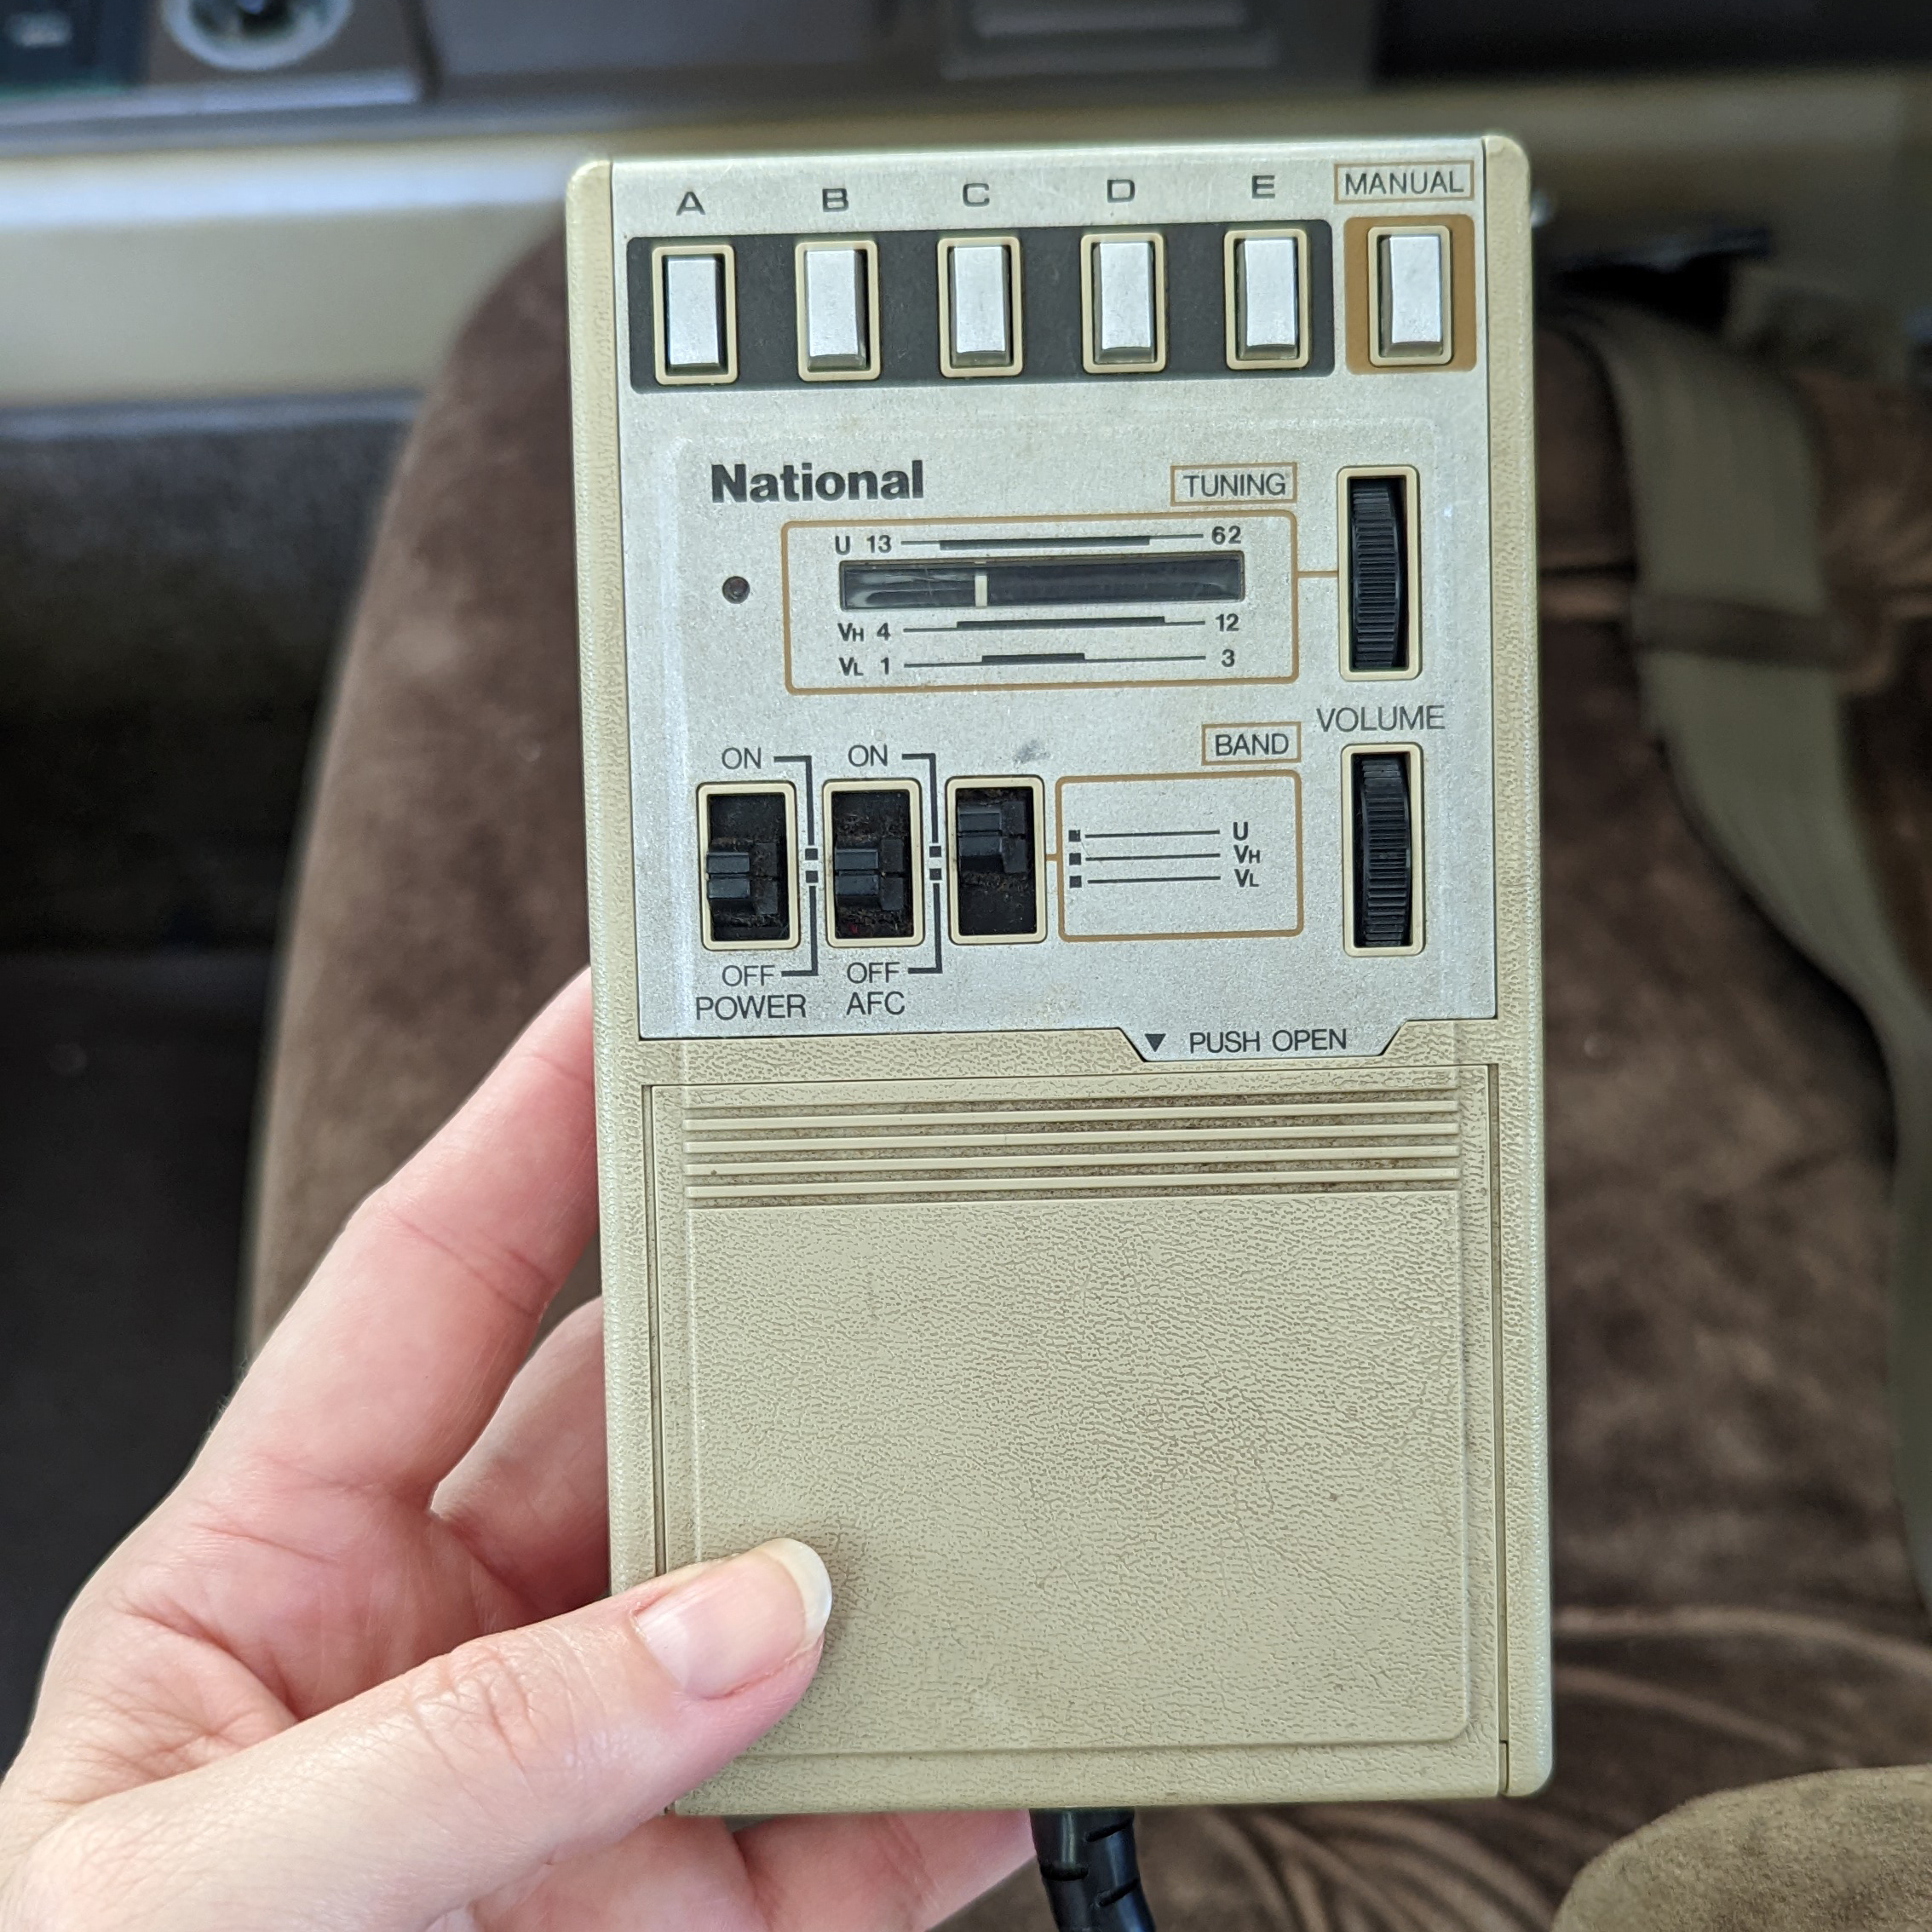 A B C D E MANUAL
National
TUNING
U 13 62
VH 4 12
VL 1 3
VOLUME
BAND
ON ON
U
VH
VL
OFF OFF
POWER AFC
▼ PUSH OPEN